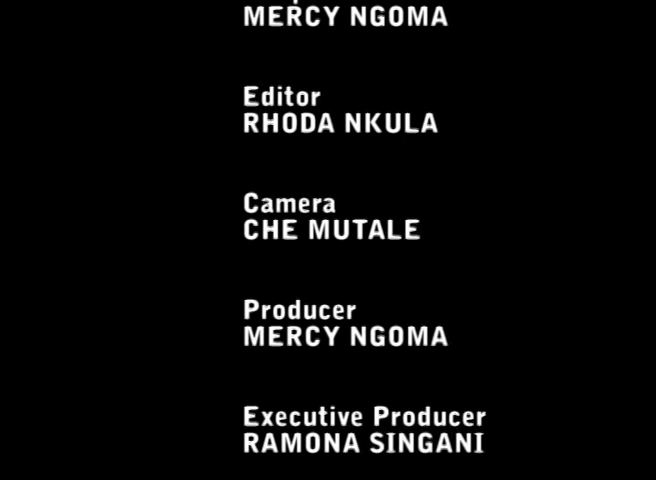 MERCY NGOMA
Editor
RHODA NKULA
Camera
CHE MUTALE
Producer
MERCY NGOMA
Executive Producer
RAMONA SINGANI